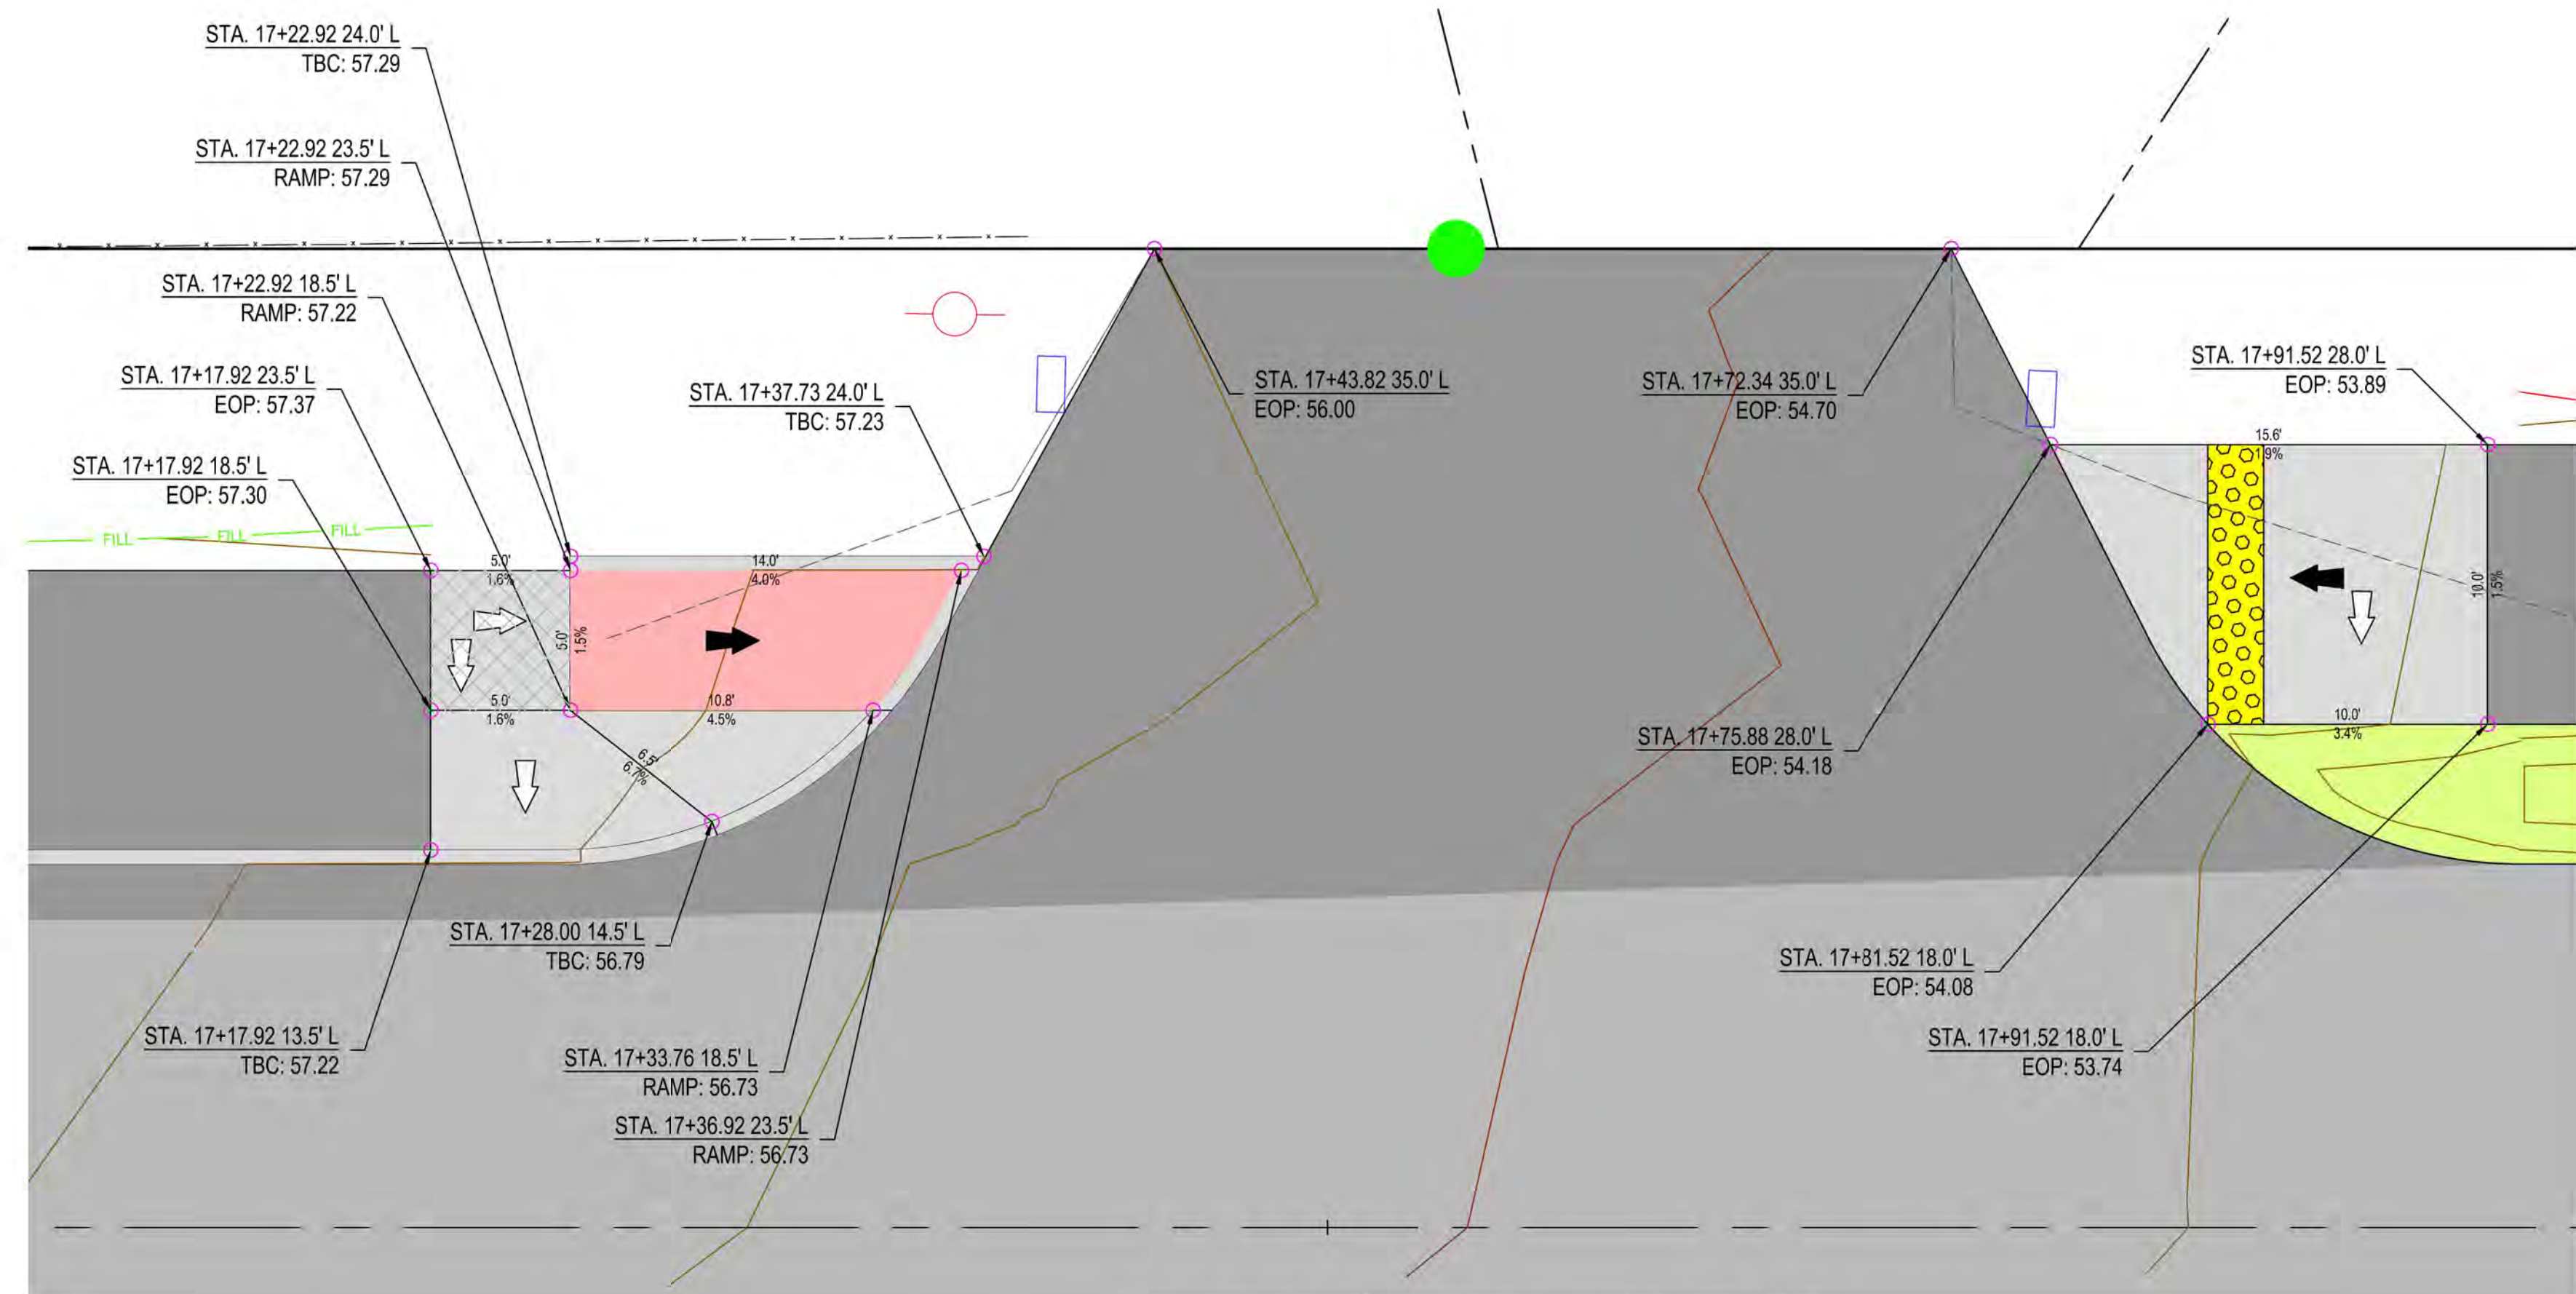 STA. 17+22.92 24.0' L
TBC: 57.29
STA. 17+22.92 23.5' L
RAMP: 57.29
STA. 17+22.92 18.5' L
RAMP: 57.22
STA. 17+17.92 23.5' L
EOP: 57.37
STA. 17+17.92 18.5' L
EOP: 57.30
STA. 17+37.73 24.0' L
TBC: 57.23
STA. 17+43.82 35.0' L
EOP: 56.00
STA. 17+72.34 35.0' L
EOP: 54.70
STA. 17+91.52 28.0' L
EOP: 53.89
FILL
FILL
FILL
5.0'
1.6%
14.0'
4.0%
5.0'
1.5%
5.0'
1.6%
10.8'
4.5%
6.5'
6.7%
15.6'
1.9%
10.0'
1.5%
10.0'
3.4%
STA. 17+75.88 28.0' L
EOP: 54.18
STA. 17+28.00 14.5' L
TBC: 56.79
STA. 17+81.52 18.0' L
EOP: 54.08
STA. 17+17.92 13.5' L
TBC: 57.22
STA. 17+33.76 18.5' L
RAMP: 56.73
STA. 17+36.92 23.5' L
RAMP: 56.73
STA. 17+91.52 18.0' L
EOP: 53.74